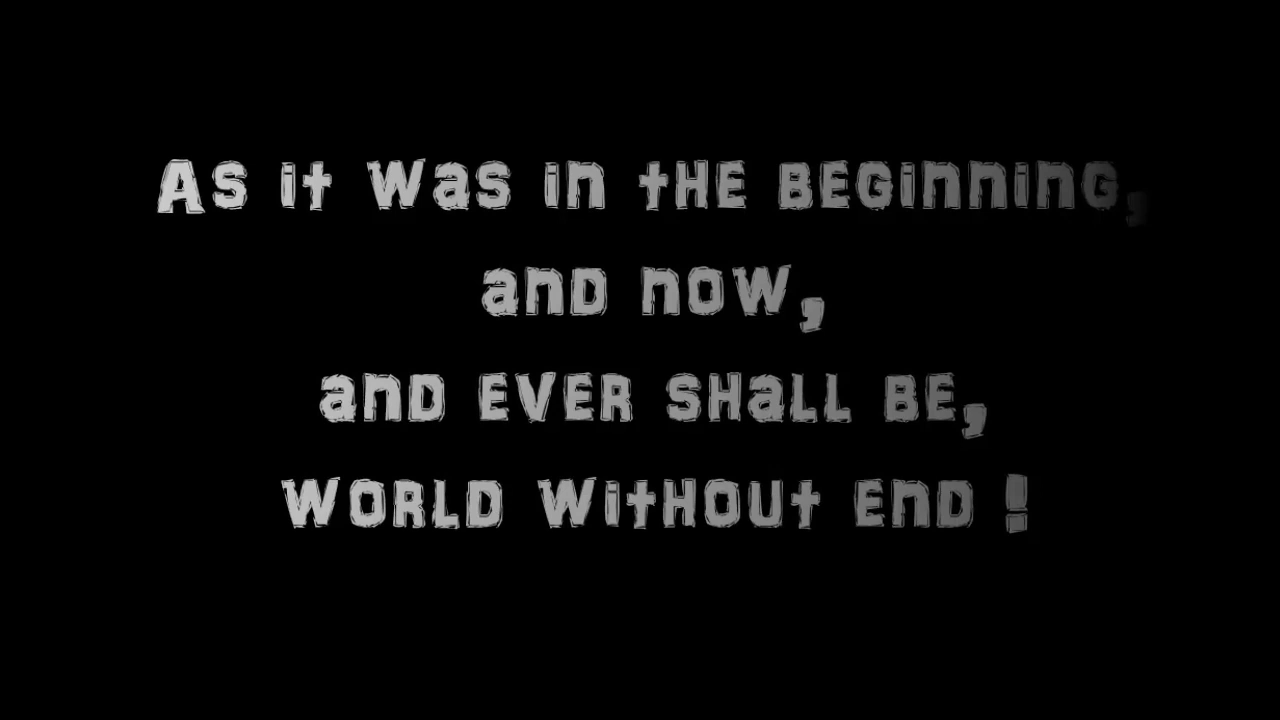 As it was in the beginning,
and now,
and ever shall be,
world without end !